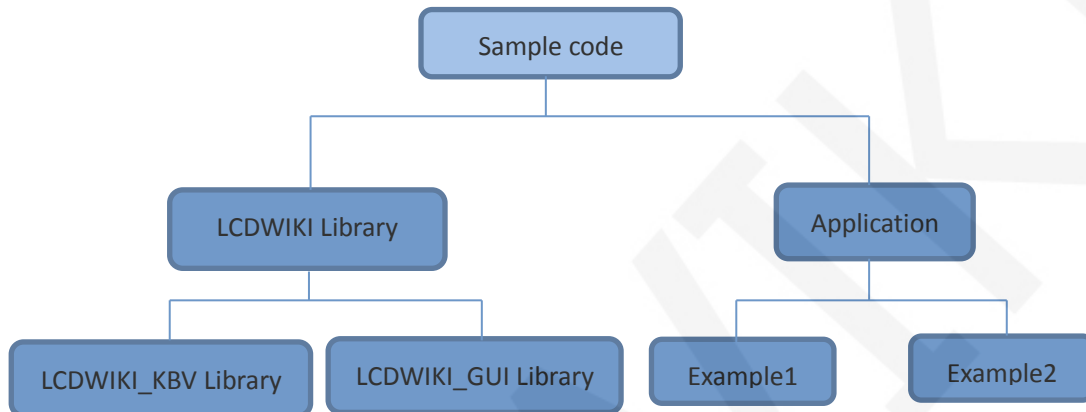 Sample code
LCDWIKI Library
Application
LCDWIKI_KBV Library
LCDWIKI_GUI Library
Example1
Example2